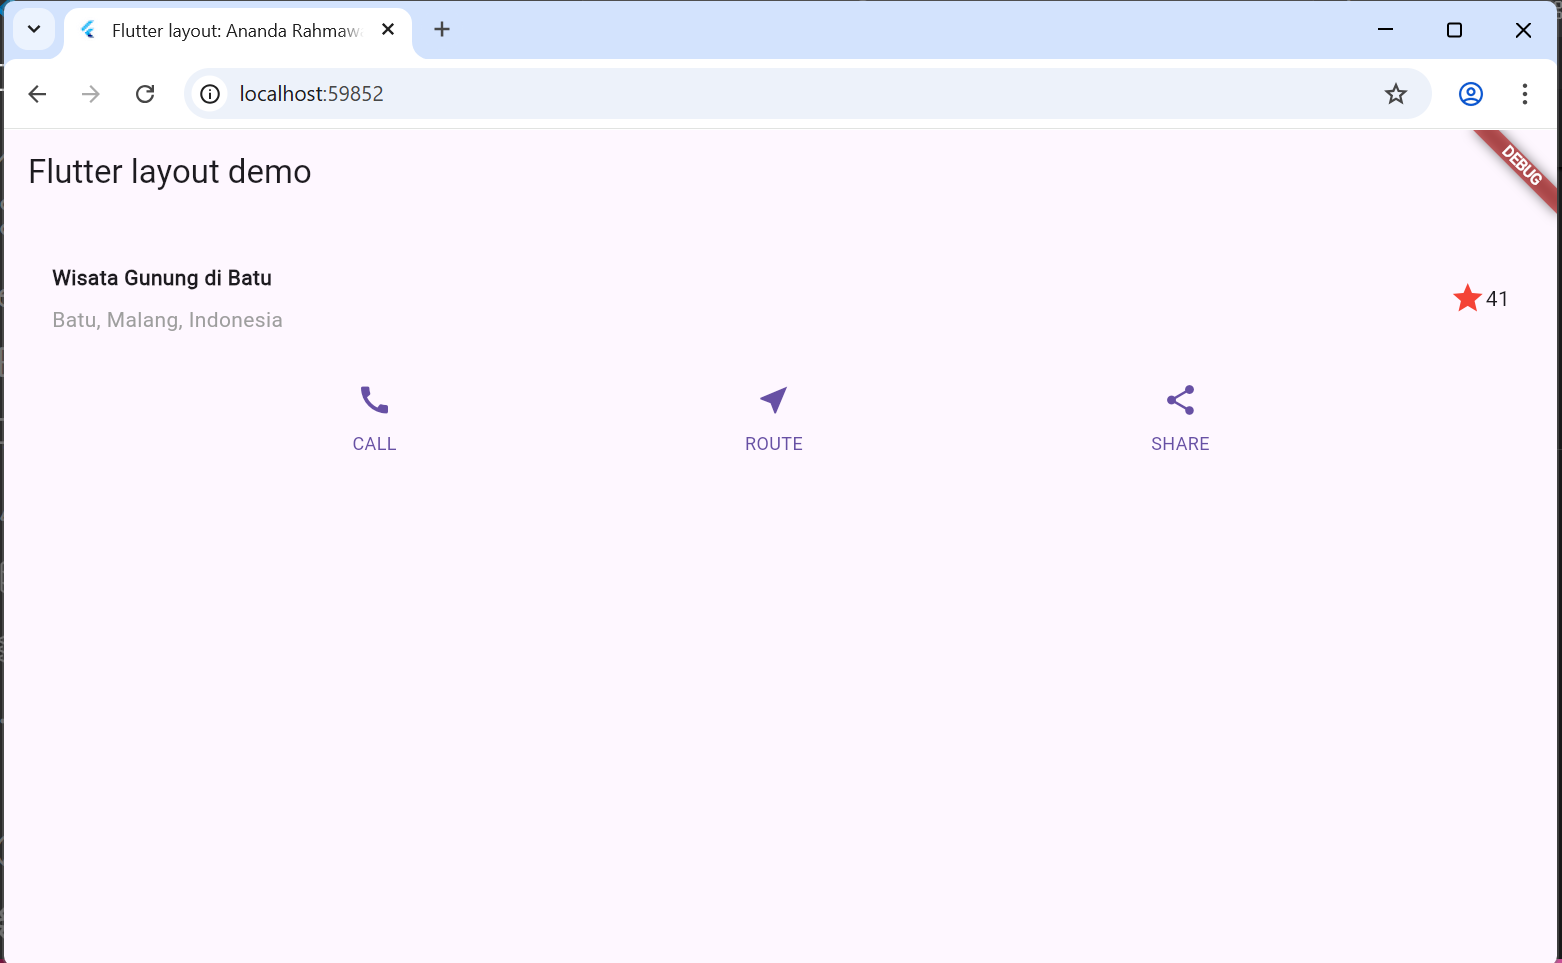 Flutter layout: Ananda
localhost:59852
Flutter layout demo
DEBUG
Wisata Gunung di Batu
Batu, Malang, Indonesia
41
CALL ROUTE SHARE